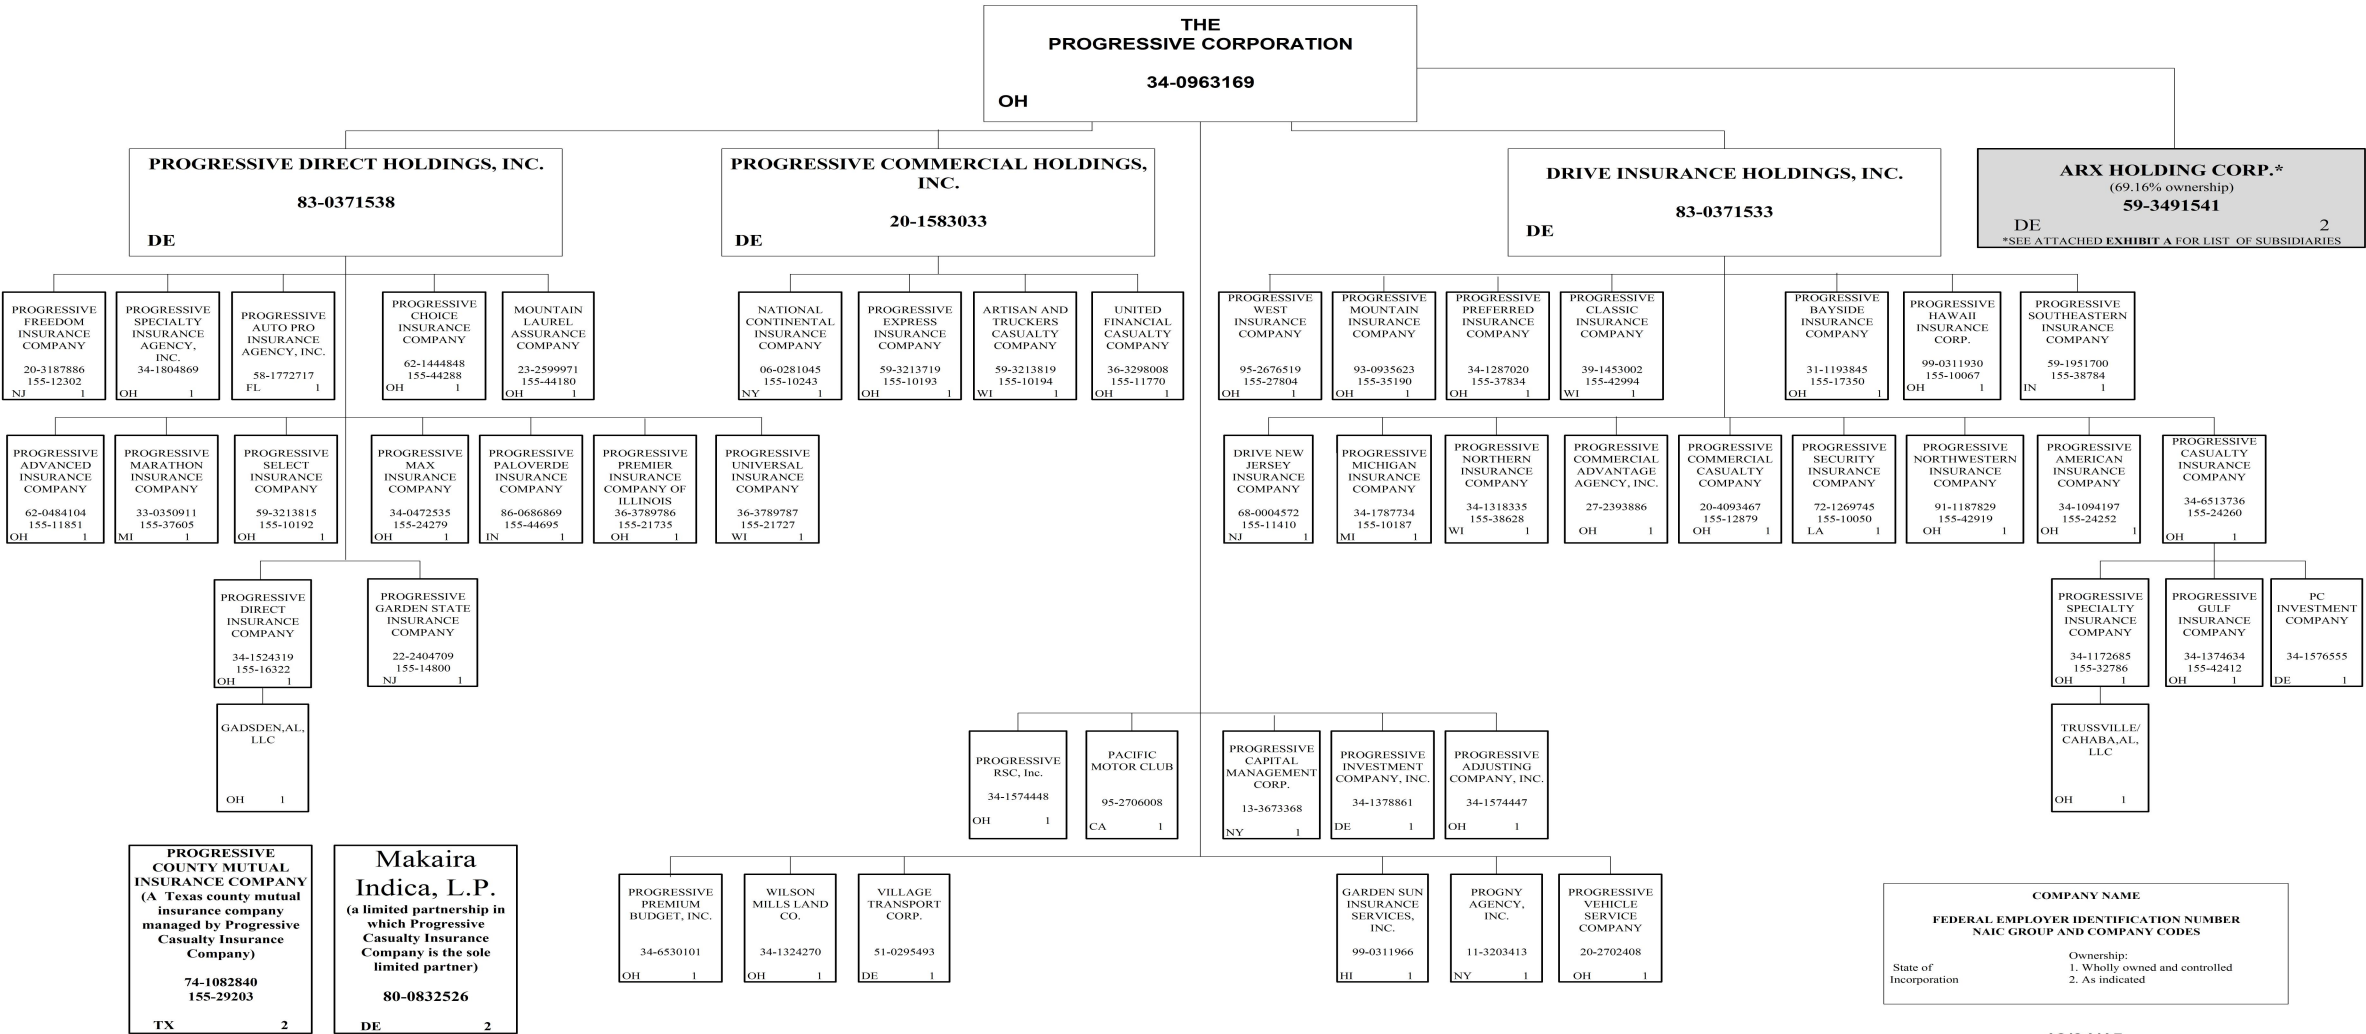 THE
PROGRESSIVE CORPORATION
34-0963169
OH
PROGRESSIVE DIRECT HOLDINGS, INC.
83-0371538
DE
PROGRESSIVE COMMERCIAL HOLDINGS,
INC.
20-1583033
DE
DRIVE INSURANCE HOLDINGS, INC.
83-0371533
DE
ARX HOLDING CORP.*
(69.16% ownership)
59-3491541
DE 2
*SEE ATTACHED EXHIBIT A FOR LIST OF SUBSIDIARIES
PROGRESSIVE
FREEDOM
INSURANCE
COMPANY
20-3187886
155-12302
NJ 1
PROGRESSIVE
SPECIALTY
INSURANCE
AGENCY,
INC.
34-1804869
OH 1
PROGRESSIVE
AUTO PRO
INSURANCE
AGENCY, INC.
58-1772717
FL 1
PROGRESSIVE
CHOICE
INSURANCE
COMPANY
62-1444848
155-44288
OH 1
MOUNTAIN
LAUREL
ASSURANCE
COMPANY
23-2599971
155-44180
OH 1
NATIONAL
CONTINENTAL
INSURANCE
COMPANY
06-0281045
155-10243
NY 1
PROGRESSIVE
EXPRESS
INSURANCE
COMPANY
59-3213719
155-10193
OH 1
ARTISAN AND
TRUCKERS
CASUALTY
COMPANY
59-3213819
155-10194
WI 1
UNITED
FINANCIAL
CASUALTY
COMPANY
36-3298008
155-11770
OH 1
PROGRESSIVE
WEST
INSURANCE
COMPANY
95-2676519
155-27804
OH 1
PROGRESSIVE
MOUNTAIN
INSURANCE
COMPANY
93-0935623
155-35190
OH 1
PROGRESSIVE
PREFERRED
INSURANCE
COMPANY
34-1287020
155-37834
OH 1
PROGRESSIVE
CLASSIC
INSURANCE
COMPANY
39-1453002
155-42994
WI 1
PROGRESSIVE
BAYSIDE
INSURANCE
COMPANY
31-1193845
155-17350
OH 1
PROGRESSIVE
HAWAII
INSURANCE
CORP.
99-0311930
155-10067
OH 1
PROGRESSIVE
SOUTHEASTERN
INSURANCE
COMPANY
59-1951700
155-38784
IN 1
PROGRESSIVE
ADVANCED
INSURANCE
COMPANY
62-0484104
155-11851
OH 1
PROGRESSIVE
MARATHON
INSURANCE
COMPANY
33-0350911
155-37605
MI 1
PROGRESSIVE
SELECT
INSURANCE
COMPANY
59-3213815
155-10192
OH 1
PROGRESSIVE
MAX
INSURANCE
COMPANY
34-0472535
155-24279
OH 1
PROGRESSIVE
PALOVERDE
INSURANCE
COMPANY
86-0686869
155-44695
IN 1
PROGRESSIVE
PREMIER
INSURANCE
COMPANY OF
ILLINOIS
36-3789786
155-21735
OH 1
PROGRESSIVE
UNIVERSAL
INSURANCE
COMPANY
36-3789787
155-21727
WI 1
DRIVE NEW
JERSEY
INSURANCE
COMPANY
68-0004572
155-11410
NJ 1
PROGRESSIVE
MICHIGAN
INSURANCE
COMPANY
34-1787734
155-10187
MI 1
PROGRESSIVE
NORTHERN
INSURANCE
COMPANY
34-1318335
155-38628
WI 1
PROGRESSIVE
COMMERCIAL
ADVANTAGE
AGENCY, INC.
27-2393886
OH 1
PROGRESSIVE
COMMERCIAL
CASUALTY
COMPANY
20-4093467
155-12879
OH 1
PROGRESSIVE
SECURITY
INSURANCE
COMPANY
72-1269745
155-10050
LA 1
PROGRESSIVE
NORTHWESTERN
INSURANCE
COMPANY
91-1187829
155-42919
OH 1
PROGRESSIVE
AMERICAN
INSURANCE
COMPANY
34-1094197
155-24252
OH 1
PROGRESSIVE
CASUALTY
INSURANCE
COMPANY
34-6513736
155-24260
OH 1
PROGRESSIVE
DIRECT
INSURANCE
COMPANY
34-1524319
155-16322
OH 1
PROGRESSIVE
GARDEN STATE
INSURANCE
COMPANY
22-2404709
155-14800
NJ 1
PROGRESSIVE
SPECIALTY
INSURANCE
COMPANY
34-1172685
155-32786
OH 1
PROGRESSIVE
GULF
INSURANCE
COMPANY
34-1374634
155-42412
OH 1
PC
INVESTMENT
COMPANY
34-1576555
DE 1
GADSDEN,AL,
LLC
OH 1
PROGRESSIVE
RSC, Inc.
34-1574448
OH 1
PACIFIC
MOTOR CLUB
95-2706008
CA 1
PROGRESSIVE
CAPITAL
MANAGEMENT
CORP.
13-3673368
NY 1
PROGRESSIVE
INVESTMENT
COMPANY, INC.
34-1378861
DE 1
PROGRESSIVE
ADJUSTING
COMPANY, INC.
34-1574447
OH 1
TRUSSVILLE/
CAHABA,AL,
LLC
OH 1
PROGRESSIVE
COUNTY MUTUAL
INSURANCE COMPANY
(A Texas county mutual
insurance company
managed by Progressive
Casualty Insurance
Company)
74-1082840
155-29203
TX 2
Makaira
Indica, L.P.
(a limited partnership in
which Progressive
Casualty Insurance
Company is the sole
limited partner)
80-0832526
DE 2
PROGRESSIVE
PREMIUM
BUDGET, INC.
34-6530101
OH 1
WILSON
MILLS LAND
CO.
34-1324270
OH 1
VILLAGE
TRANSPORT
CORP.
51-0295493
DE 1
GARDEN SUN
INSURANCE
SERVICES,
INC.
99-0311966
HI 1
PROGNY
AGENCY,
INC.
11-3203413
NY 1
PROGRESSIVE
VEHICLE
SERVICE
COMPANY
20-2702408
OH 1
COMPANY NAME
FEDERAL EMPLOYER IDENTIFICATION NUMBER
NAIC GROUP AND COMPANY CODES
Ownership:
State of 1. Wholly owned and controlled
Incorporation 2. As indicated